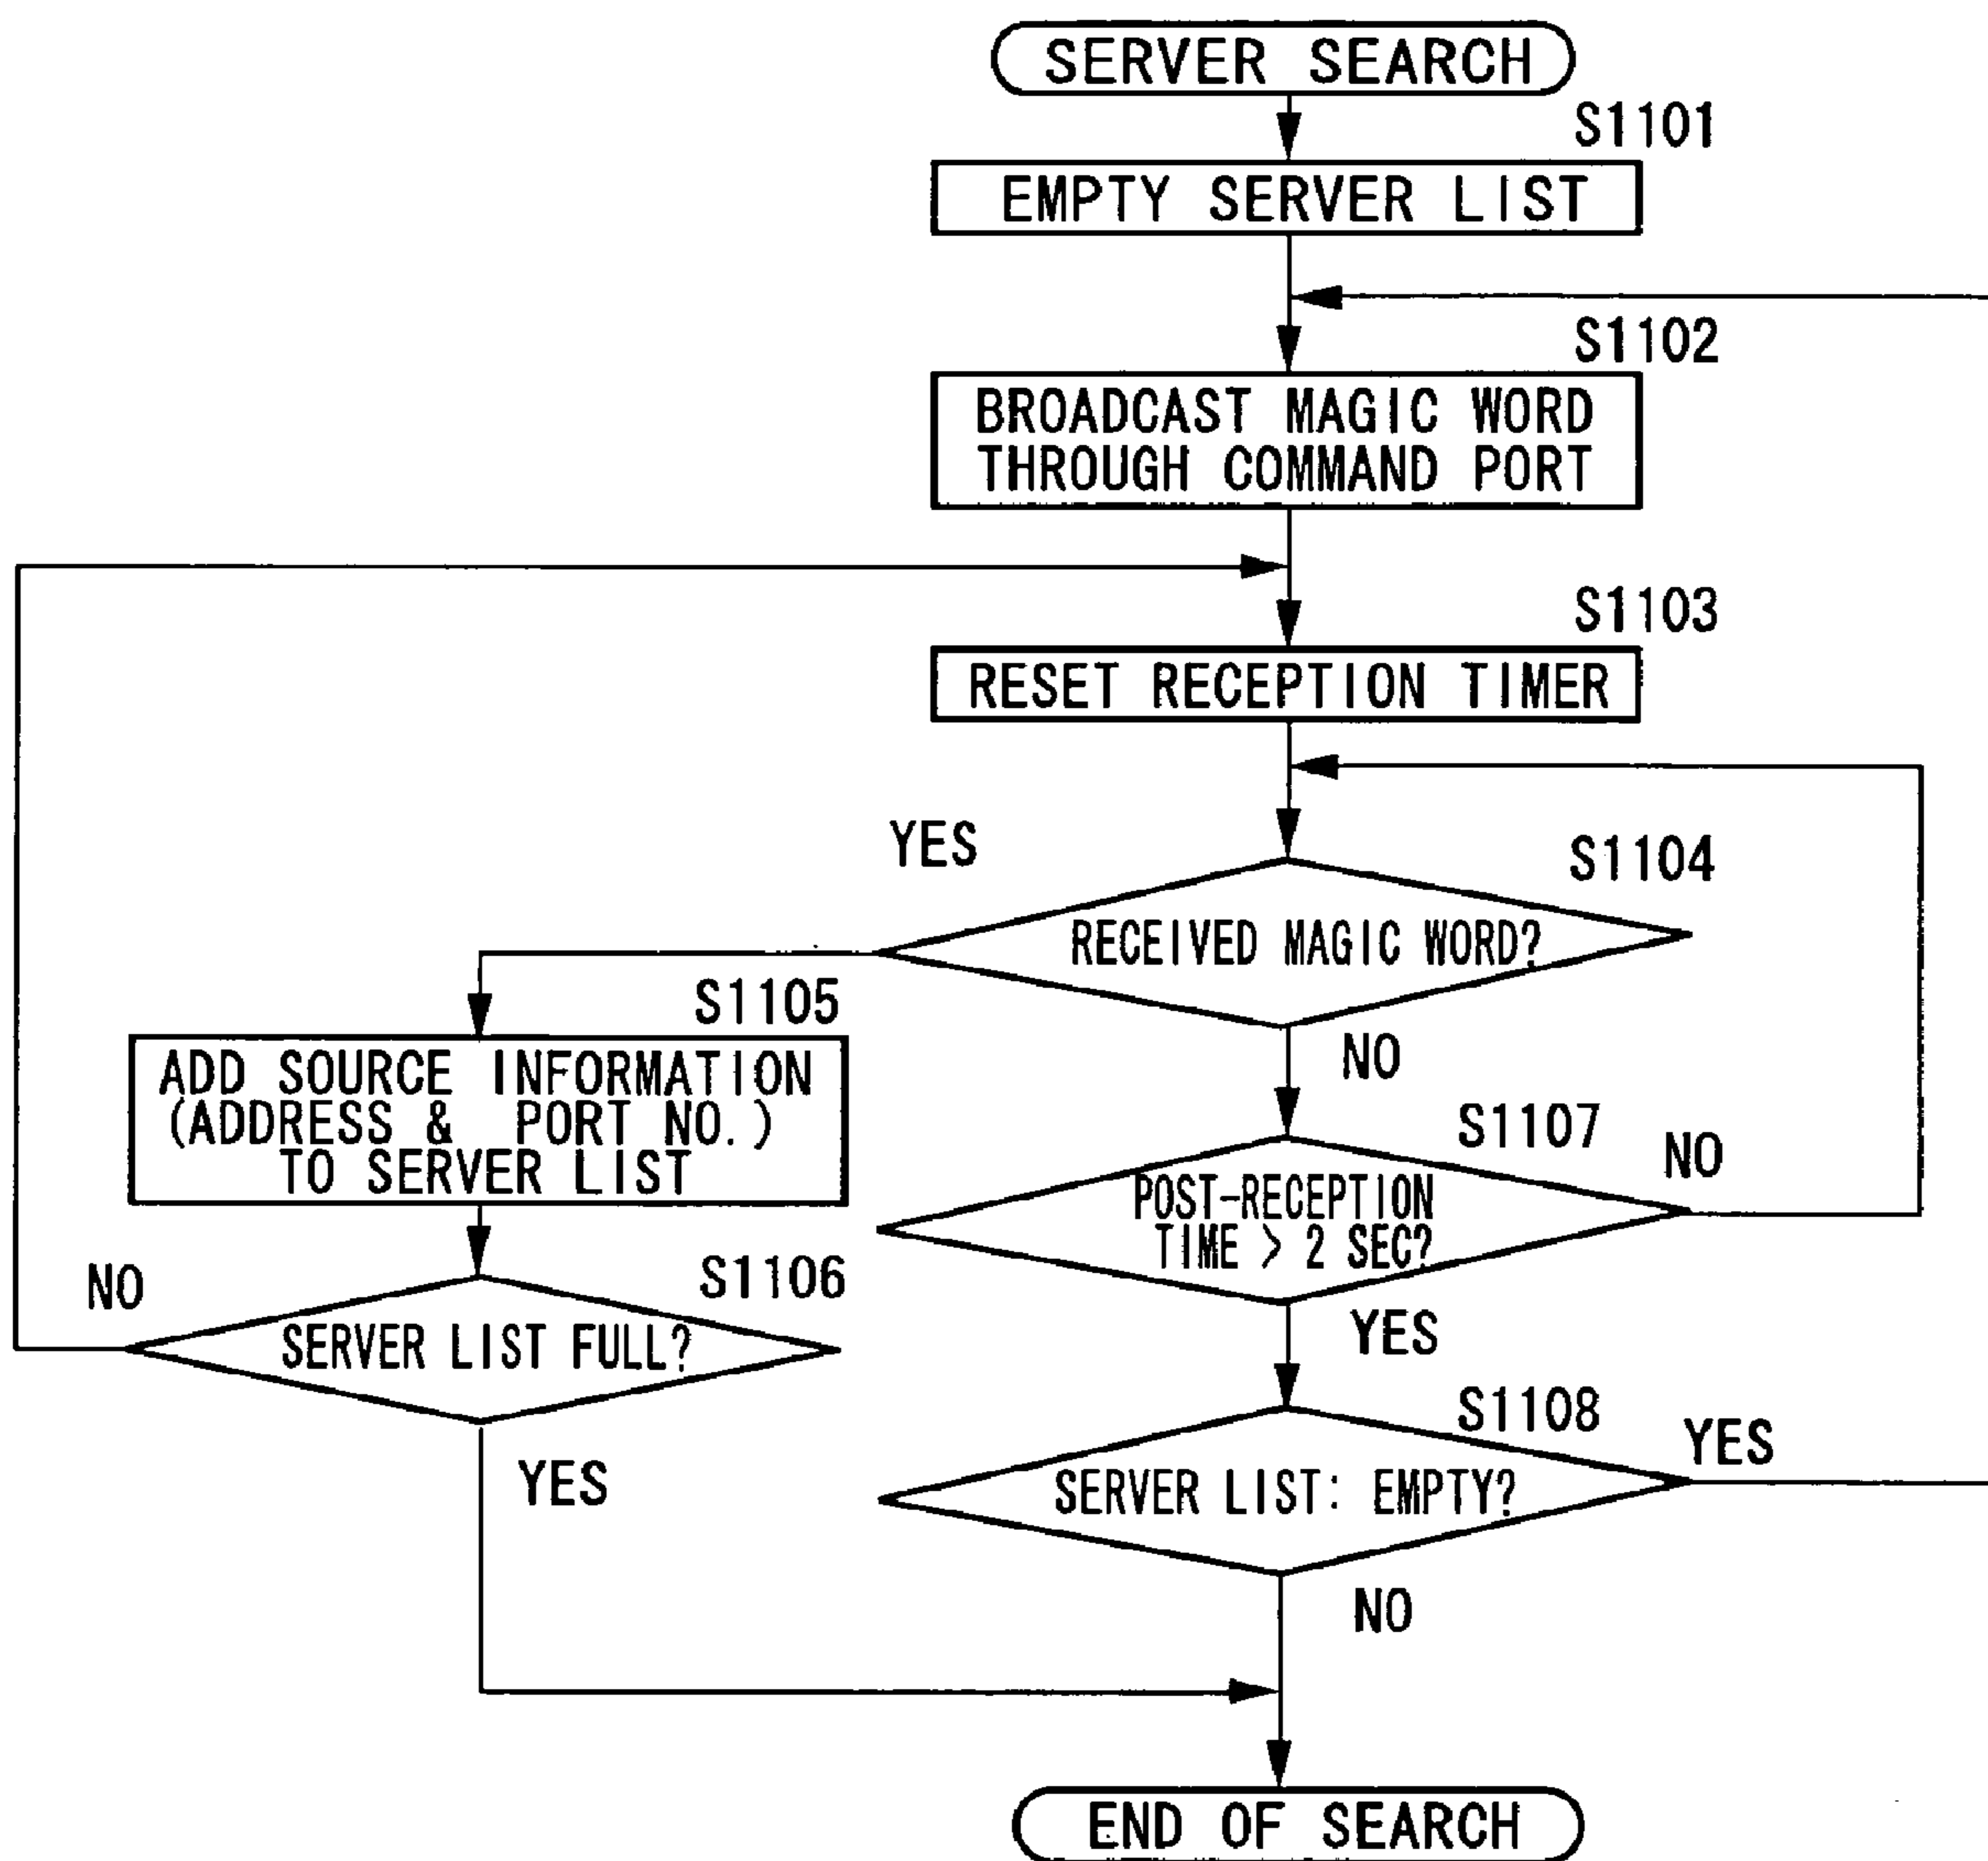 SERVER SEARCH
S1101
EMPTY SERVER LIST
S1102
BROADCAST MAGIC WORD
THROUGH COMMAND PORT
S1103
RESET RECEPTION TIMER
YES
S1104
RECEIVED MAGIC WORD?
S1105
ADD SOURCE INFORMATION
(ADDRESS & PORT NO.)
TO SERVER LIST
NO
S1107
NO
POST-RECEPTION
TIME > 2 SEC?
NO
S1106
SERVER LIST FULL?
YES
YES
S1108
YES
SERVER LIST: EMPTY?
NO
END OF SEARCH